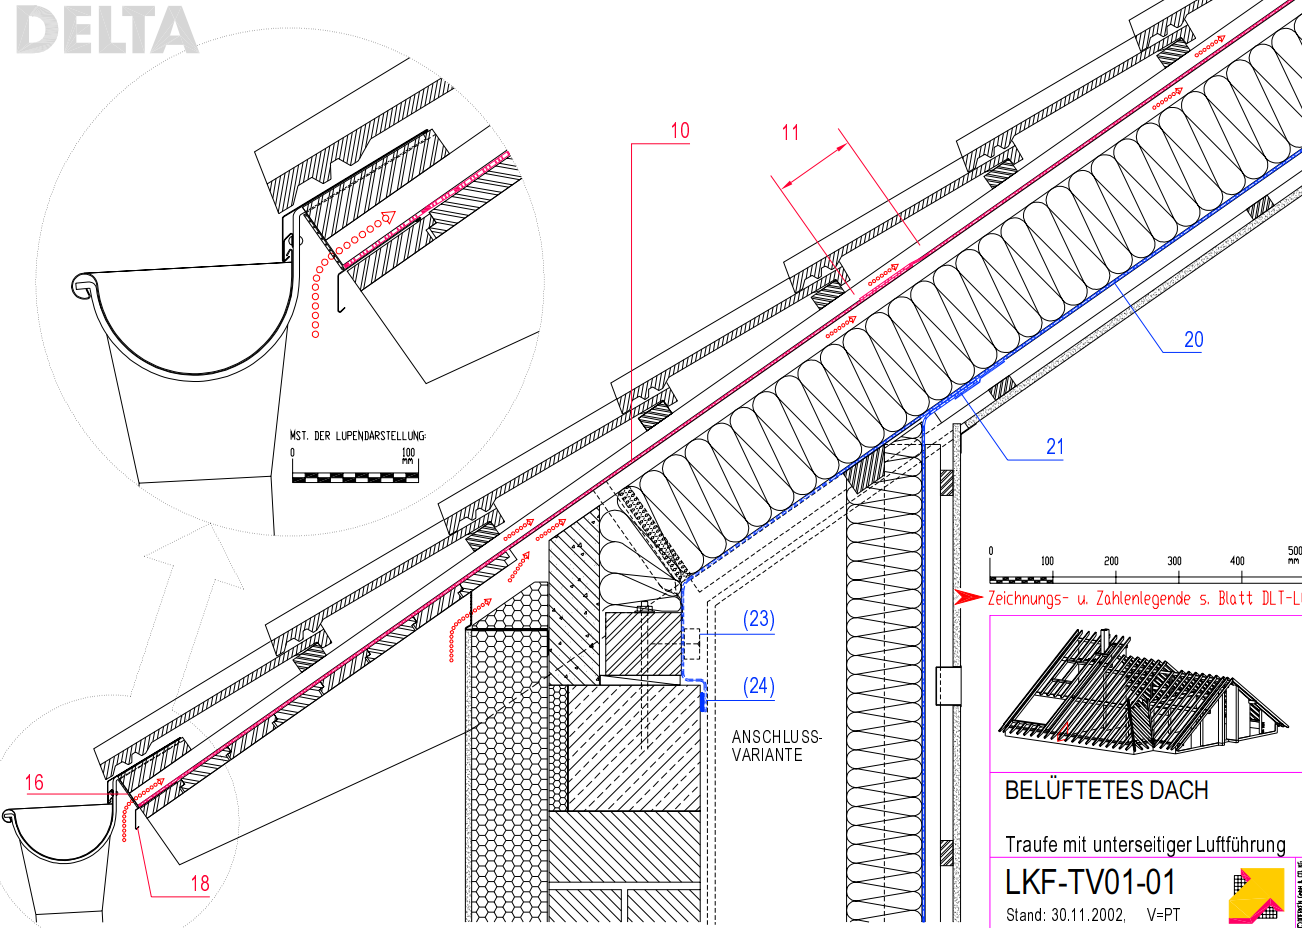 DELTA
10
11
MST. DER LUPENDARSTELLUNG:
0 100
MM
20
21
0 100 200 300 400 500
MM
Zeichnungs- u. Zahlenlegende s. Blatt
(23)
(24)
ANSCHLUSS-
VARIANTE
16
18
BELÜFTETES DACH
Traufe mit unterseitiger Luftführung
LKF-TV01-01
Stand: 30.11.2002, V=PT